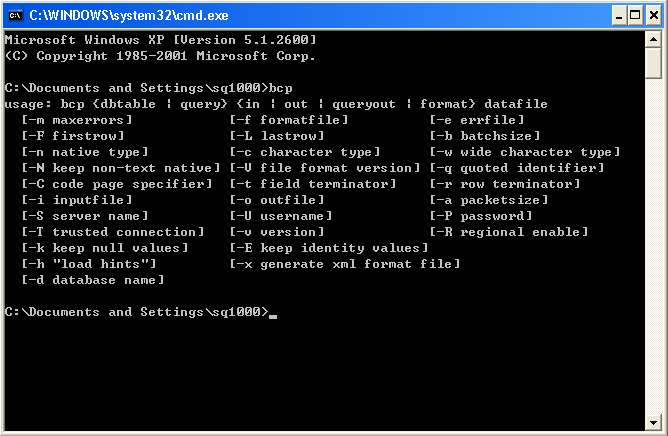 C:\WINDOWS\system32\cmd.exe
Microsoft Windows XP [Version 5.1.2600]
(C) Copyright 1985-2001 Microsoft Corp.
C:\Documents and Settings\sq1000>bcp
usage: bcp {dbtable | query} {in | out | queryout | format} datafile
[-m maxerrors] [-f formatfile] [-e errfile]
[-F firstrow] [-L lastrow] [-b batchsize]
[-n native type] [-c character type] [-w wide character type]
[-N keep non-text native] [-V file format version] [-q quoted identifier]
[-C code page specifier] [-t field terminator] [-r row terminator]
[-i inputfile] [-o outfile] [-a packetsize]
[-S server name] [-U username] [-P password]
[-T trusted connection] [-v version] [-R regional enable]
[-k keep null values] [-E keep identity values]
[-h "load hints"] [-x generate xml format file]
[-d database name]
C:\Documents and Settings\sq1000>_